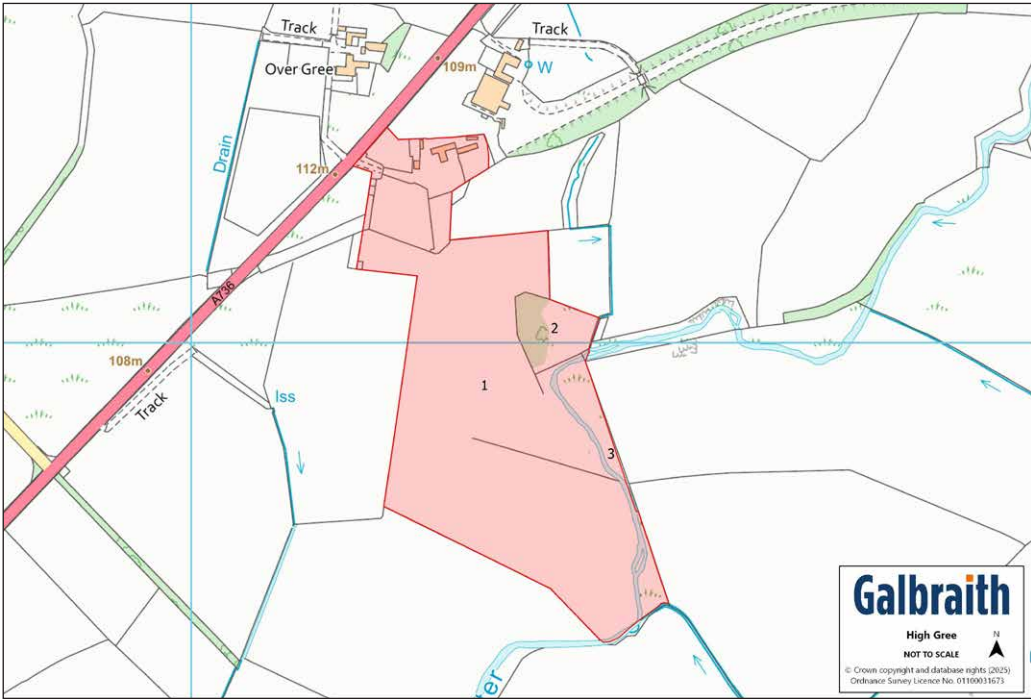 Track
Track
Over Gree
109m
W
Drain
112m
A736
2
108m
1
Iss
Track
3
Galbraith
High Gree
N
NOT TO SCALE
© Crown copyright and database rights (2025)
Ordnance Survey Licence No. 01100031673